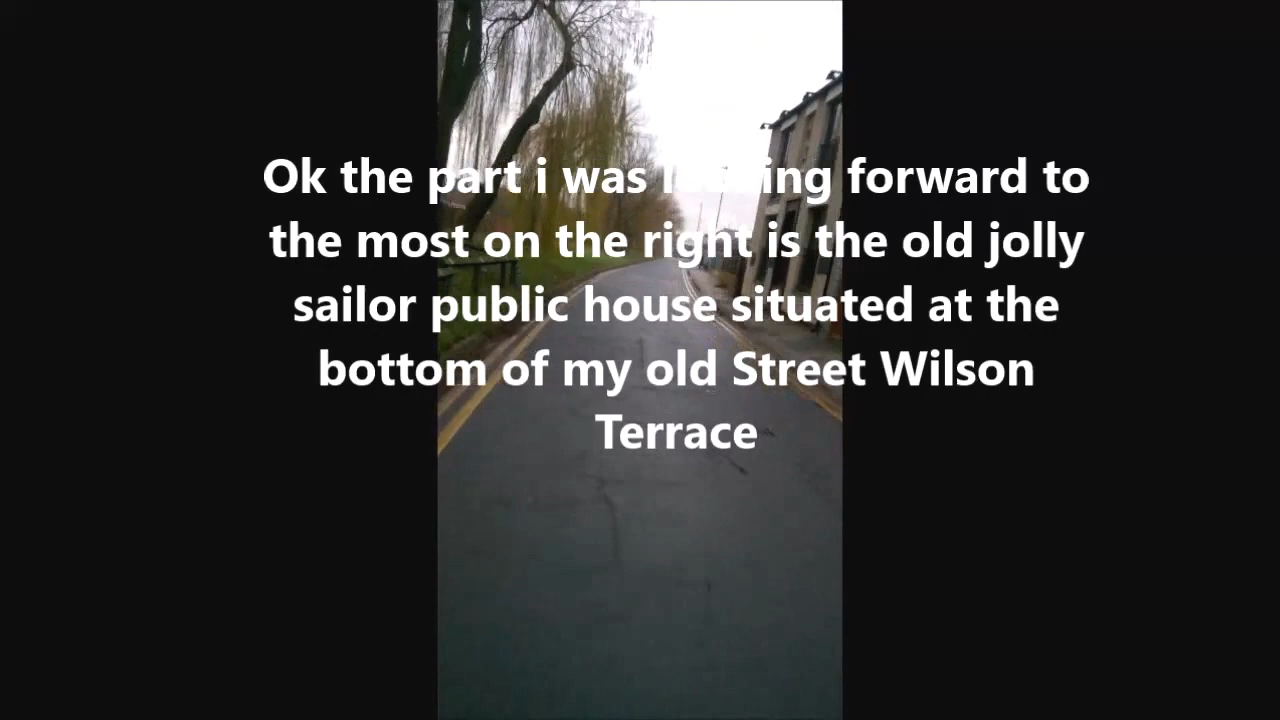 Ok the part i was looking forward to
the most on the right is the old jolly
sailor public house situated at the
bottom of my old Street Wilson
Terrace